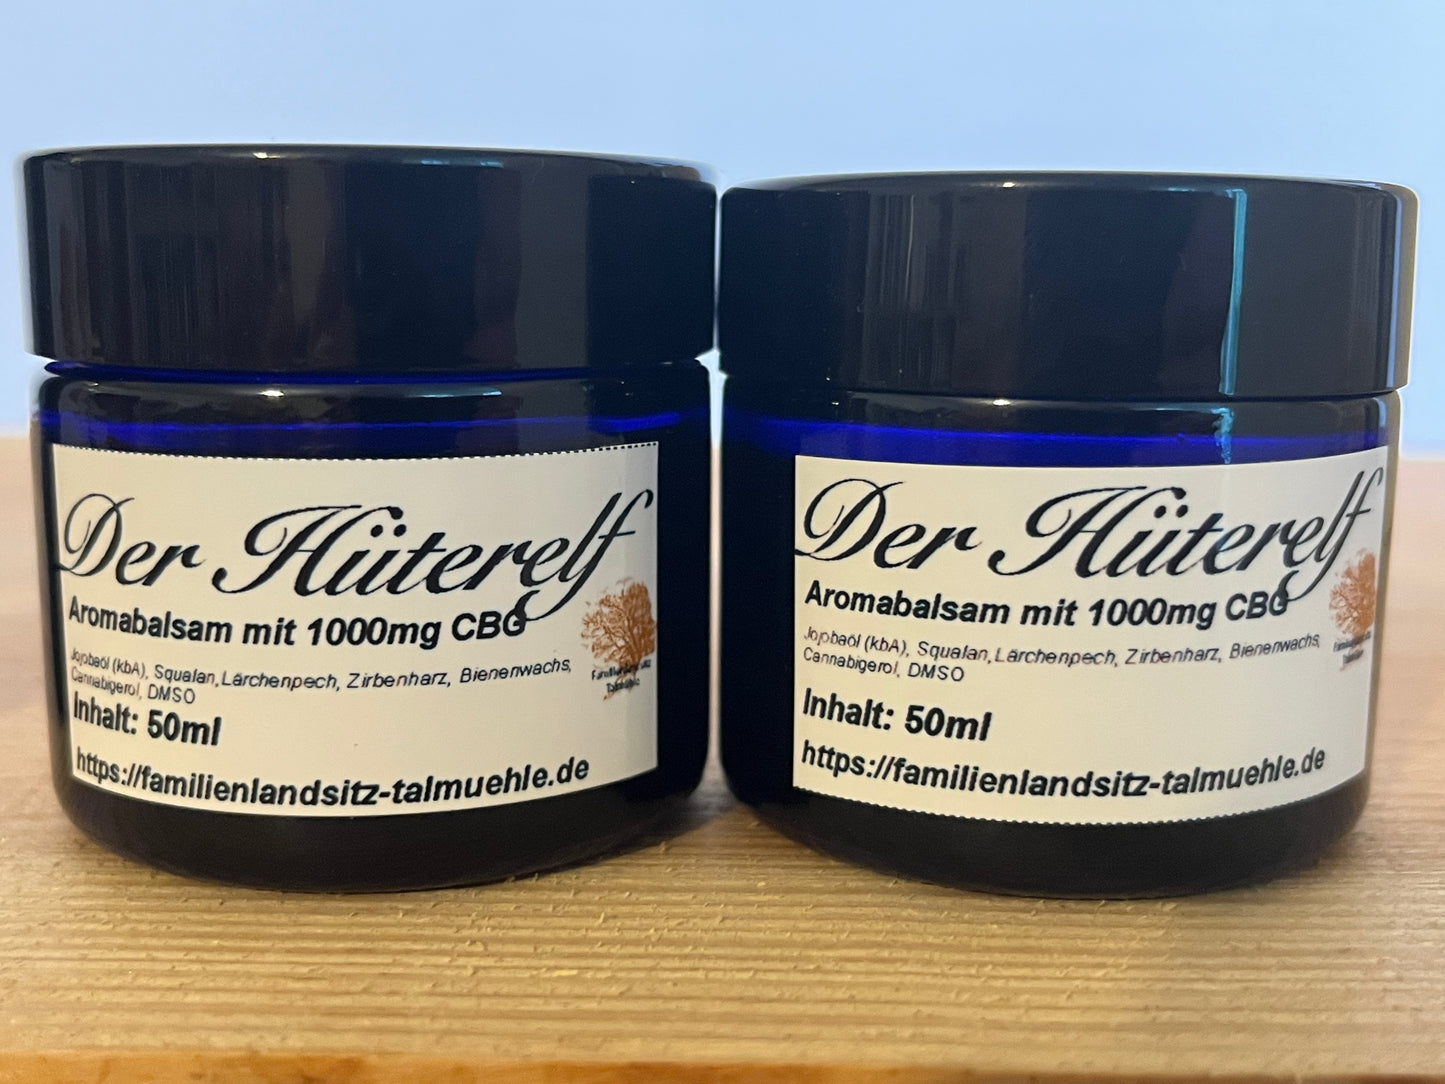 Der Hüterelf
Aromabalsam mit 1000mg CBG
Jojobaöl (kbA), Squalan, Lärchenpech, Zirbenharz, Bienenwachs,
Cannabigerol, DMSO
Inhalt: 50ml
https://familienlandsitz-talmuehle.de
Talmühle
Der Hüterelf
Aromabalsam mit 1000mg CBG
Jojobaöl (kbA), Squalan, Lärchenpech, Zirbenharz, Bienenwachs,
Cannabigerol, DMSO
Inhalt: 50ml
https://familienlandsitz-talmuehle.de